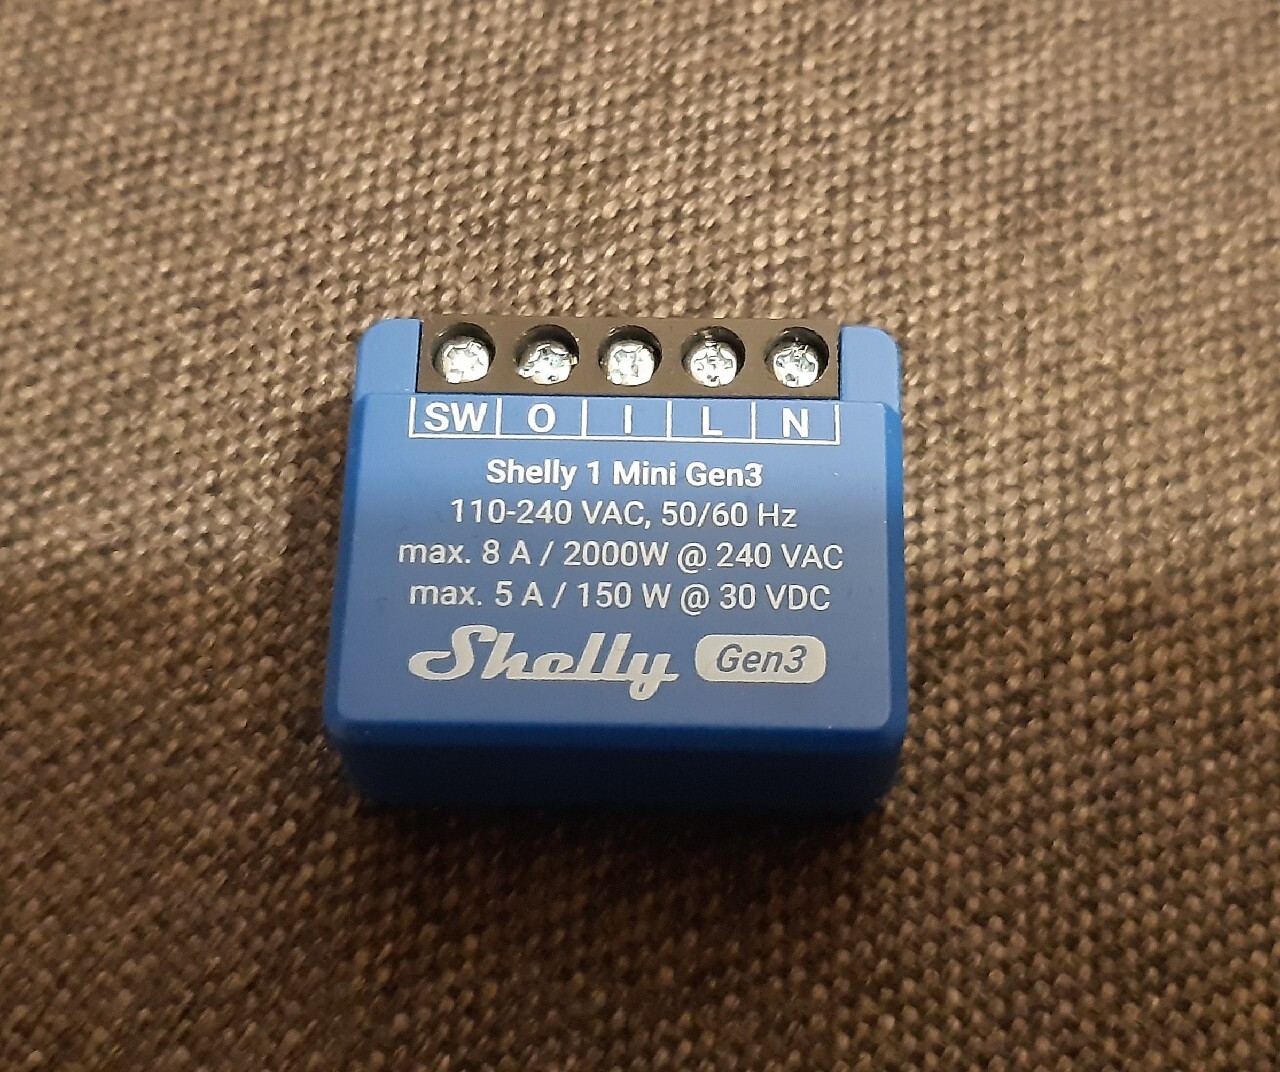 SW O I L N
Shelly 1 Mini Gen3
110-240 VAC, 50/60 Hz
max. 8 A / 2000W @ 240 VAC
max. 5 A / 150 W @ 30 VDC
Shelly Gen3